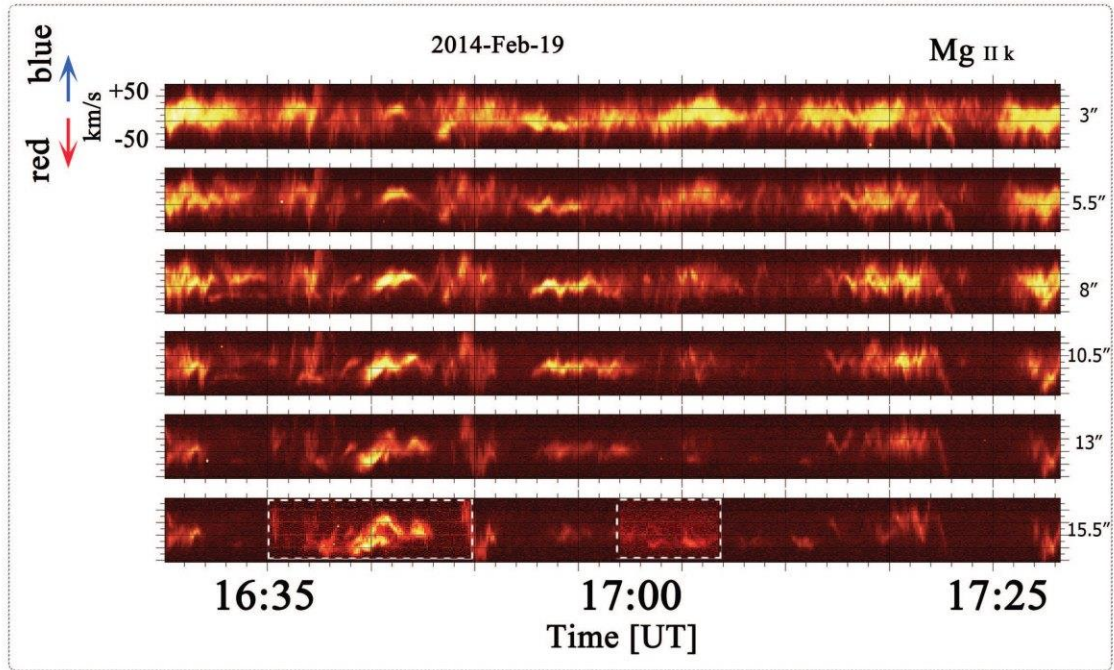 2014-Feb-19
Mg II k
blue
red
km/s
+50
-50
3"
5.5"
8"
10.5"
13"
15.5"
16:35 17:00 17:25
Time [UT]